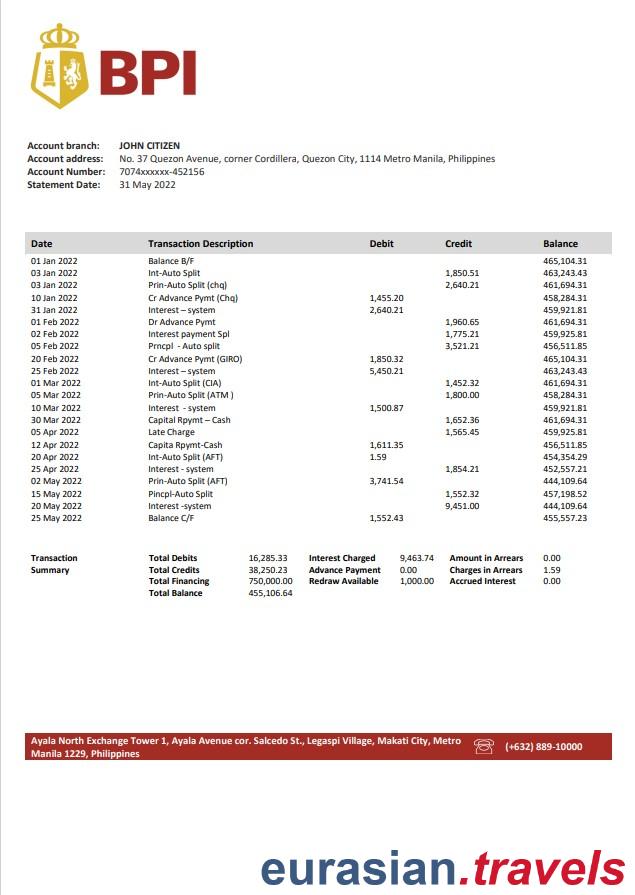 BPI
Account branch: JOHN CITIZEN
Account address: No. 37 Quezon Avenue, corner Cordillera, Quezon City, 1114 Metro Manila, Philippines
Account Number: 7074xxxxxx-452156
Statement Date: 31 May 2022
Date Transaction Description Debit Credit Balance
01 Jan 2022 Balance B/F 465,104.31
03 Jan 2022 Int-Auto Split 1,850.51 463,243.43
03 Jan 2022 Prin-Auto Split (chq) 2,640.21 461,694.31
10 Jan 2022 Cr Advance Pymt (Chq) 1,455.20 458,284.31
31 Jan 2022 Interest – system 2,640.21 459,921.81
01 Feb 2022 Dr Advance Pymt 1,960.65 461,694.31
02 Feb 2022 Interest payment Spl 1,775.21 459,925.81
05 Feb 2022 Prncpl - Auto split 3,521.21 456,511.85
20 Feb 2022 Cr Advance Pymt (GIRO) 1,850.32 465,104.31
25 Feb 2022 Interest – system 5,450.21 463,243.43
01 Mar 2022 Int-Auto Split (CIA) 1,452.32 461,694.31
05 Mar 2022 Prin-Auto Split (ATM ) 1,800.00 458,284.31
10 Mar 2022 Interest - system 1,500.87 459,921.81
30 Mar 2022 Capital Rpymt – Cash 1,652.36 461,694.31
05 Apr 2022 Late Charge 1,565.45 459,925.81
12 Apr 2022 Capita Rpymt-Cash 1,611.35 456,511.85
20 Apr 2022 Int-Auto Split (AFT) 1.59 454,354.29
25 Apr 2022 Interest - system 1,854.21 452,557.21
02 May 2022 Prin-Auto Split (AFT) 3,741.54 444,109.64
15 May 2022 Pincpl-Auto Split 1,552.32 457,198.52
20 May 2022 Interest -system 9,451.00 444,109.64
25 May 2022 Balance C/F 1,552.43 455,557.23
Transaction Total Debits 16,285.33 Interest Charged 9,463.74 Amount in Arrears 0.00
Summary Total Credits 38,250.23 Advance Payment 0.00 Charges in Arrears 1.59
Total Financing 750,000.00 Redraw Available 1,000.00 Accrued Interest 0.00
Total Balance 455,106.64
Ayala North Exchange Tower 1, Ayala Avenue cor. Salcedo St., Legaspi Village, Makati City, Metro
Manila 1229, Philippines
(+632) 889-10000
eurasian.travels